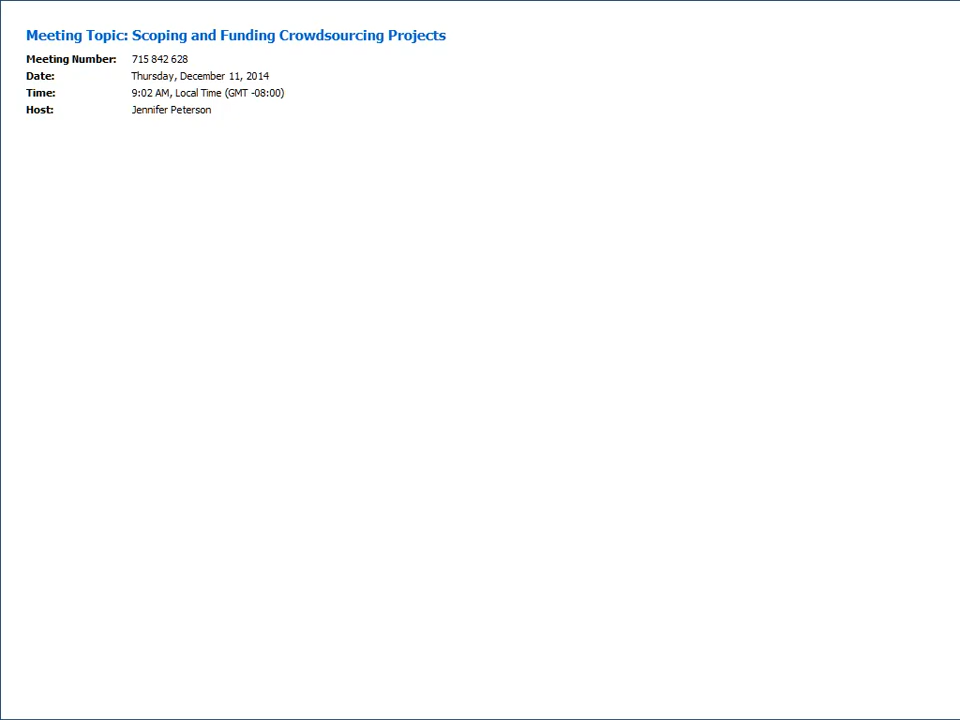 Meeting Topic: Scoping and Funding Crowdsourcing Projects
Meeting Number: 715 842 628
Date: Thursday, December 11, 2014
Time: 9:02 AM, Local Time (GMT -08:00)
Host: Jennifer Peterson